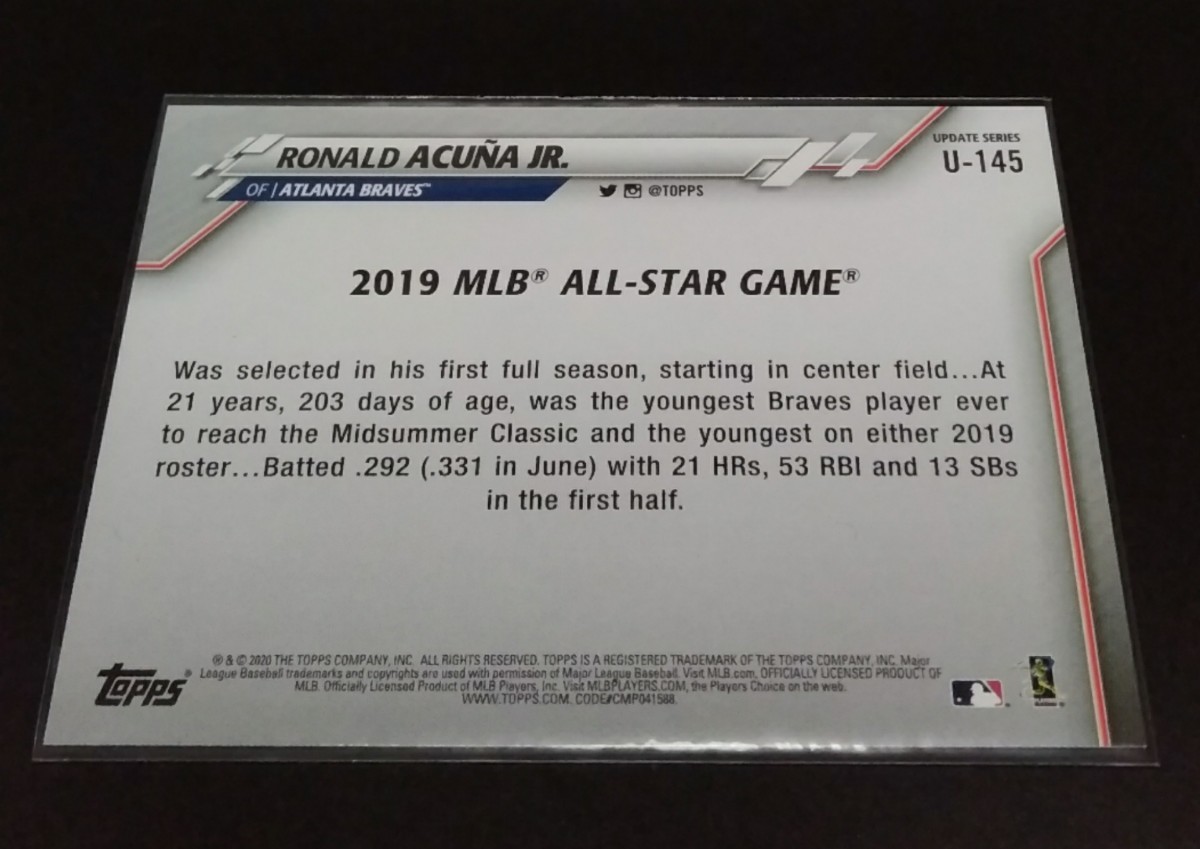 UPDATE SERIES
U-145
RONALD ACUÑA JR.
OF | ATLANTA BRAVES™
@TOPPS
2019 MLB® ALL-STAR GAME®
Was selected in his first full season, starting in center field...At
21 years, 203 days of age, was the youngest Braves player ever
to reach the Midsummer Classic and the youngest on either 2019
roster...Batted .292 (.331 in June) with 21 HRs, 53 RBI and 13 SBs
in the first half.
® & © 2020 THE TOPPS COMPANY, INC. ALL RIGHTS RESERVED. TOPPS IS A REGISTERED TRADEMARK OF THE TOPPS COMPANY, INC. Major
League Baseball trademarks and copyrights are used with permission of Major League Baseball. Visit MLB.com. OFFICIALLY LICENSED PRODUCT OF
MLB. Officially Licensed Product of MLB Players, Inc. Visit MLBPLAYERS.COM, the Players Choice on the web.
WWW.TOPPS.COM. CODE#CMP041588.
Topps®